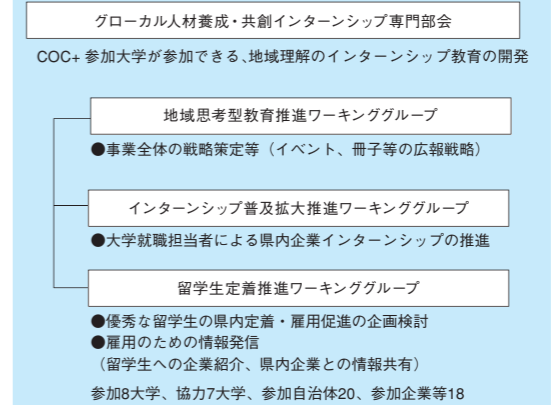 グローカル人材養成・共創インターンシップ専門部会
COC+ 参加大学が参加できる、地域理解のインターンシップ教育の開発
地域思考型教育推進ワーキンググループ
●事業全体の戦略策定等（イベント、冊子等の広報戦略）
インターンシップ普及拡大推進ワーキンググループ
●大学就職担当者による県内企業インターンシップの推進
留学生定着推進ワーキンググループ
●優秀な留学生の県内定着・雇用促進の企画検討
●雇用のための情報発信
（留学生への企業紹介、県内企業との情報共有）
参加8大学、協力7大学、参加自治体20、参加企業等18